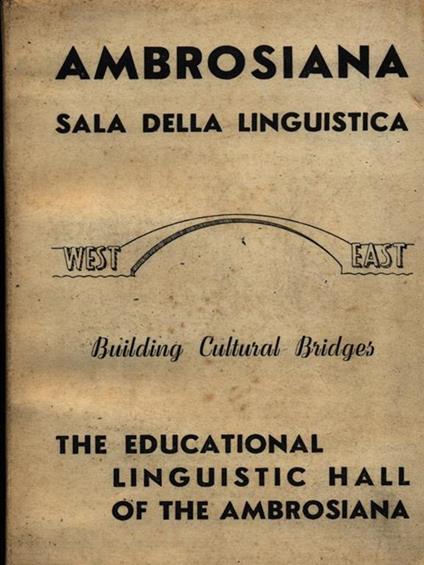 AMBROSIANA
SALA DELLA LINGUISTICA
WEST EAST
Building Cultural Bridges
THE EDUCATIONAL
LINGUISTIC HALL
OF THE AMBROSIANA